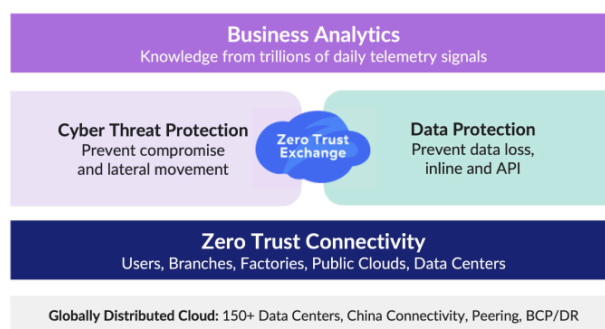 Business Analytics
Knowledge from trillions of daily telemetry signals
Cyber Threat Protection
Prevent compromise
and lateral movement
Zero Trust
Exchange
Data Protection
Prevent data loss,
inline and API
Zero Trust Connectivity
Users, Branches, Factories, Public Clouds, Data Centers
Globally Distributed Cloud: 150+ Data Centers, China Connectivity, Peering, BCP/DR